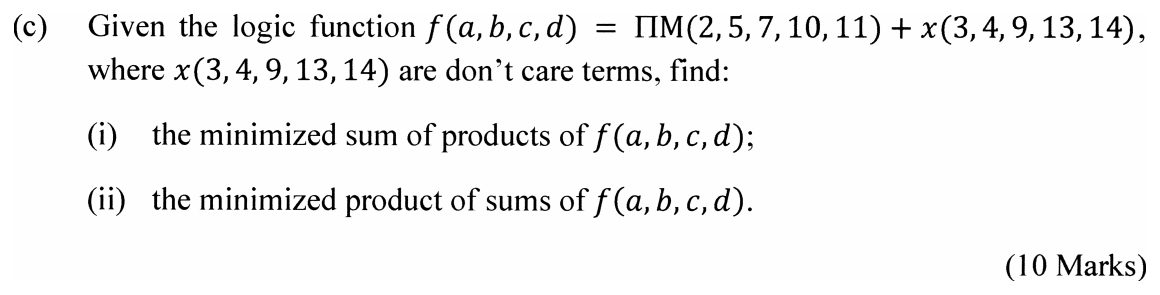 (c) Given the logic function f(a, b, c, d) = ΠM(2, 5, 7, 10, 11) + x(3, 4, 9, 13, 14),
where x(3, 4, 9, 13, 14) are don’t care terms, find:
(i) the minimized sum of products of f(a, b, c, d);
(ii) the minimized product of sums of f(a, b, c, d).
(10 Marks)